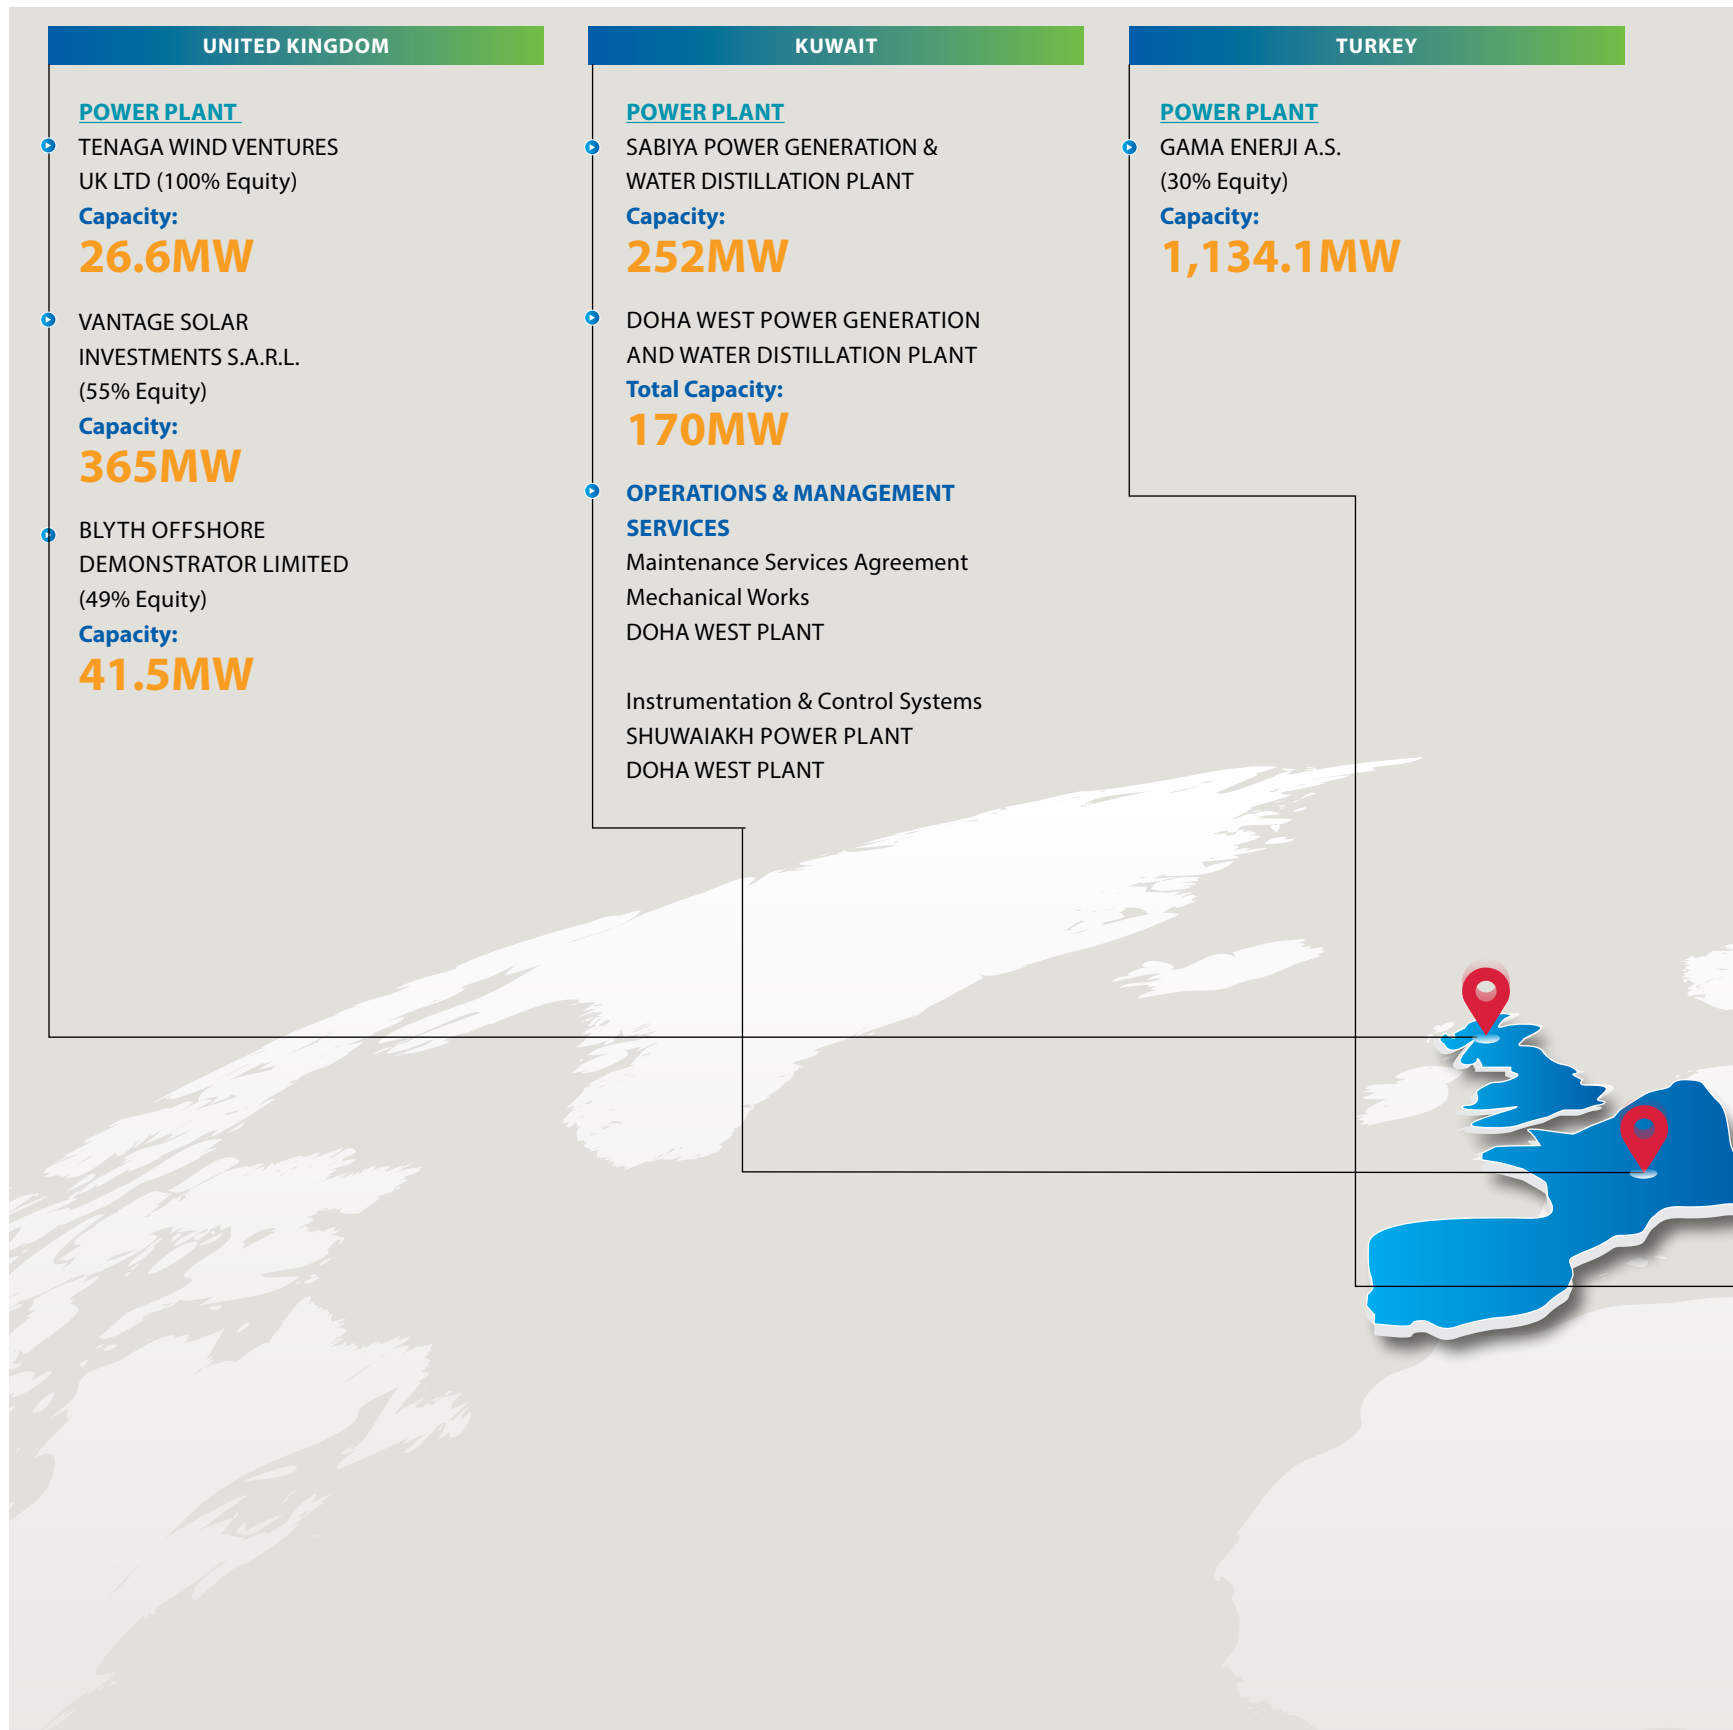 UNITED KINGDOM
POWER PLANT
TENAGA WIND VENTURES
UK LTD (100% Equity)
Capacity:
26.6MW
VANTAGE SOLAR
INVESTMENTS S.A.R.L.
(55% Equity)
Capacity:
365MW
BLYTH OFFSHORE
DEMONSTRATOR LIMITED
(49% Equity)
Capacity:
41.5MW
KUWAIT
POWER PLANT
SABIYA POWER GENERATION &
WATER DISTILLATION PLANT
Capacity:
252MW
DOHA WEST POWER GENERATION
AND WATER DISTILLATION PLANT
Total Capacity:
170MW
OPERATIONS & MANAGEMENT
SERVICES
Maintenance Services Agreement
Mechanical Works
DOHA WEST PLANT
Instrumentation & Control Systems
SHUWAIAKH POWER PLANT
DOHA WEST PLANT
TURKEY
POWER PLANT
GAMA ENERJI A.S.
(30% Equity)
Capacity:
1,134.1MW